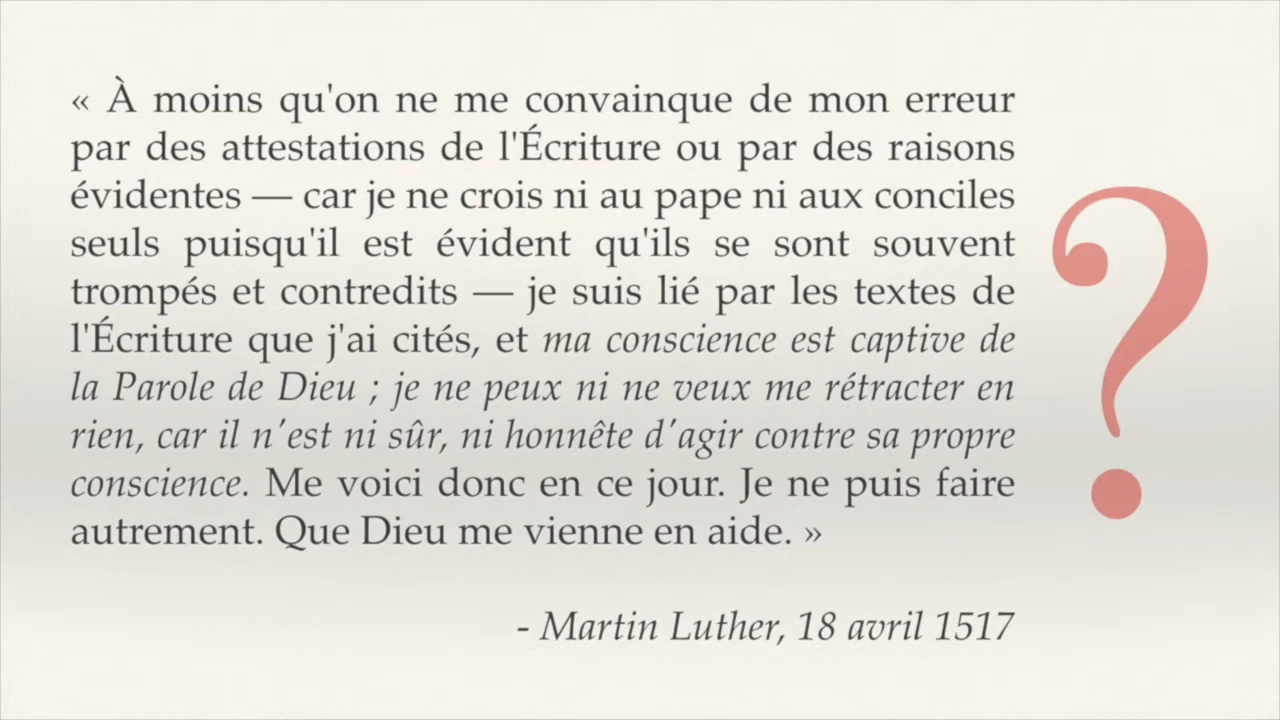 « À moins qu'on ne me convainque de mon erreur
par des attestations de l'Écriture ou par des raisons
évidentes — car je ne crois ni au pape ni aux conciles
seuls puisqu'il est évident qu'ils se sont souvent
trompés et contredits — je suis lié par les textes de
l'Écriture que j'ai cités, et ma conscience est captive de
la Parole de Dieu ; je ne peux ni ne veux me rétracter en
rien, car il n'est ni sûr, ni honnête d'agir contre sa propre
conscience. Me voici donc en ce jour. Je ne puis faire
autrement. Que Dieu me vienne en aide. »
?
- Martin Luther, 18 avril 1517